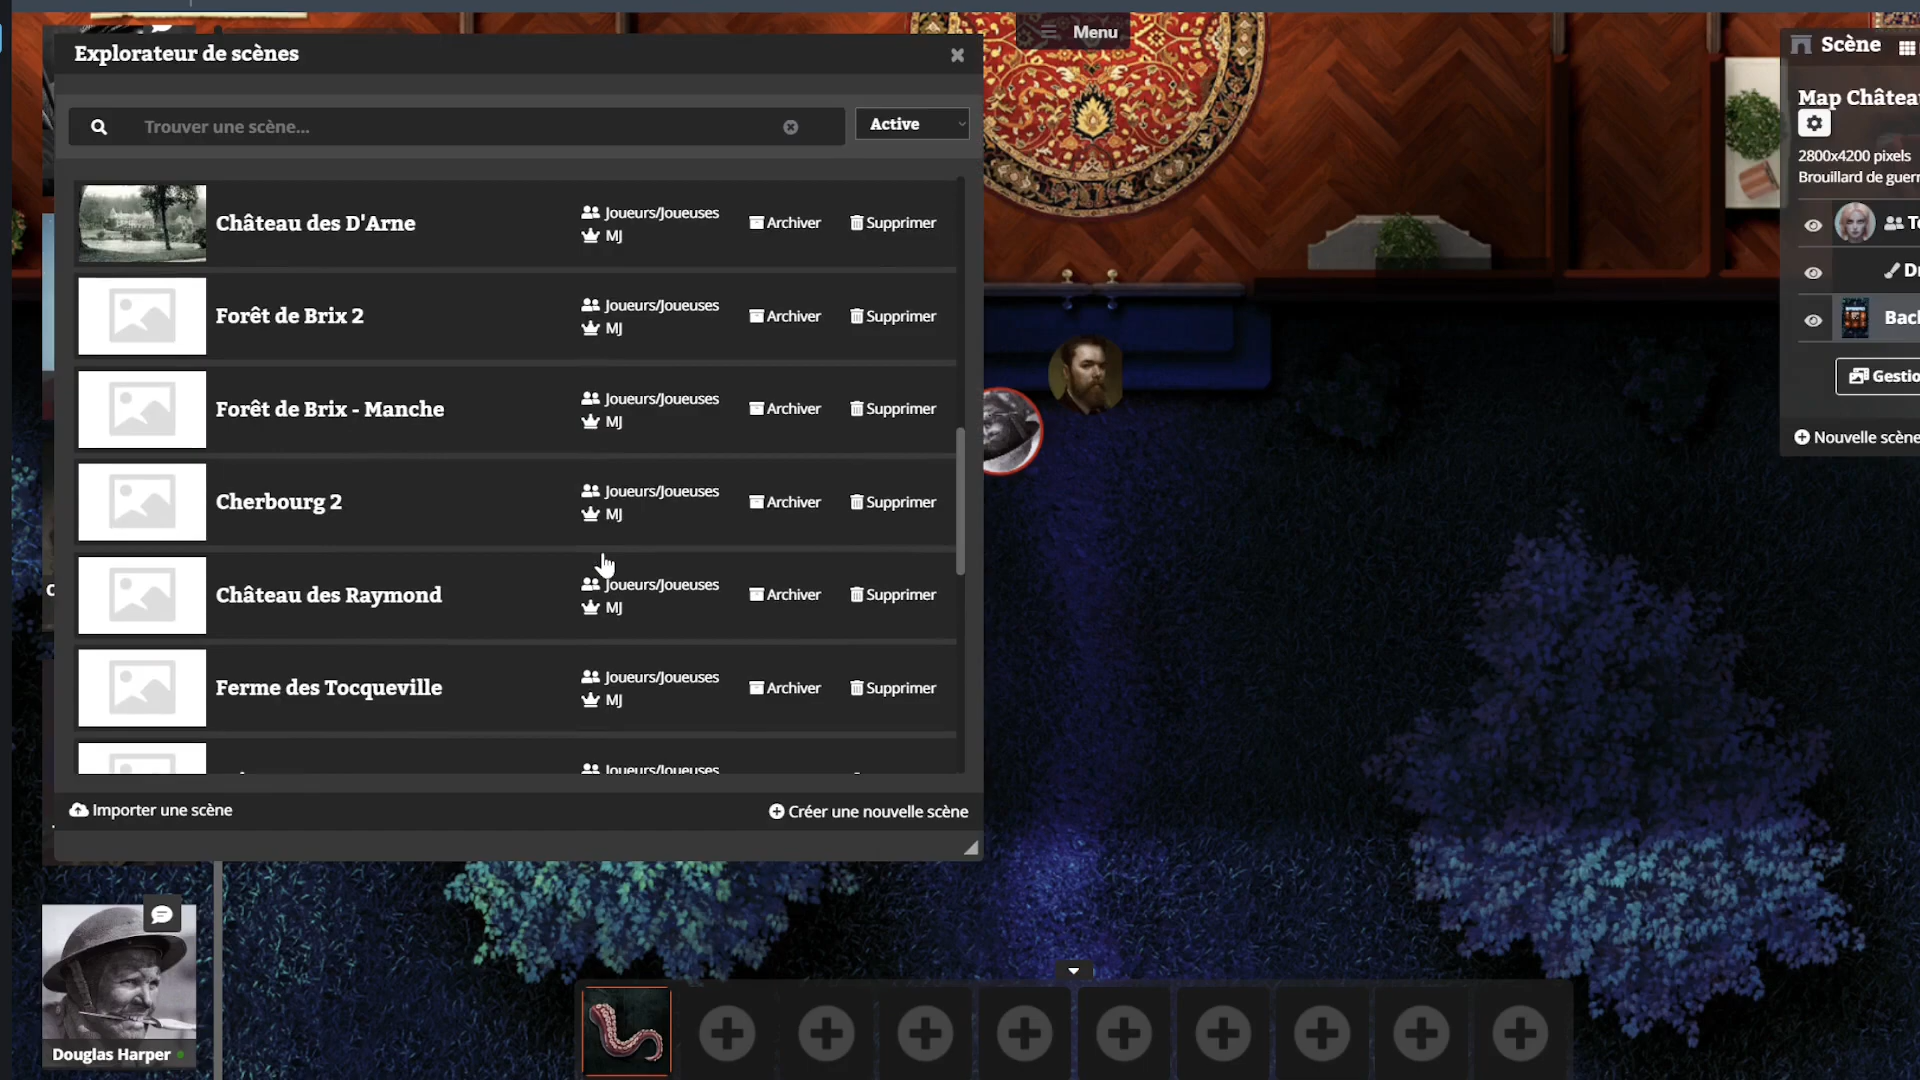 Explorateur de scènes
Menu
Trouver une scène...
Active
Château des D'Arne
Joueurs/Joueuses
MJ
Archiver
Supprimer
Forêt de Brix 2
Joueurs/Joueuses
MJ
Archiver
Supprimer
Forêt de Brix - Manche
Joueurs/Joueuses
MJ
Archiver
Supprimer
Cherbourg 2
Joueurs/Joueuses
MJ
Archiver
Supprimer
Château des Raymond
Joueurs/Joueuses
MJ
Archiver
Supprimer
Ferme des Tocqueville
Joueurs/Joueuses
MJ
Archiver
Supprimer
Joueurs/Joueuses
Importer une scène
Créer une nouvelle scène
Scène
Map Château
2800x4200 pixels
Brouillard de guerr
Te
Dr
Bac
Gestio
Nouvelle scène
Douglas Harper